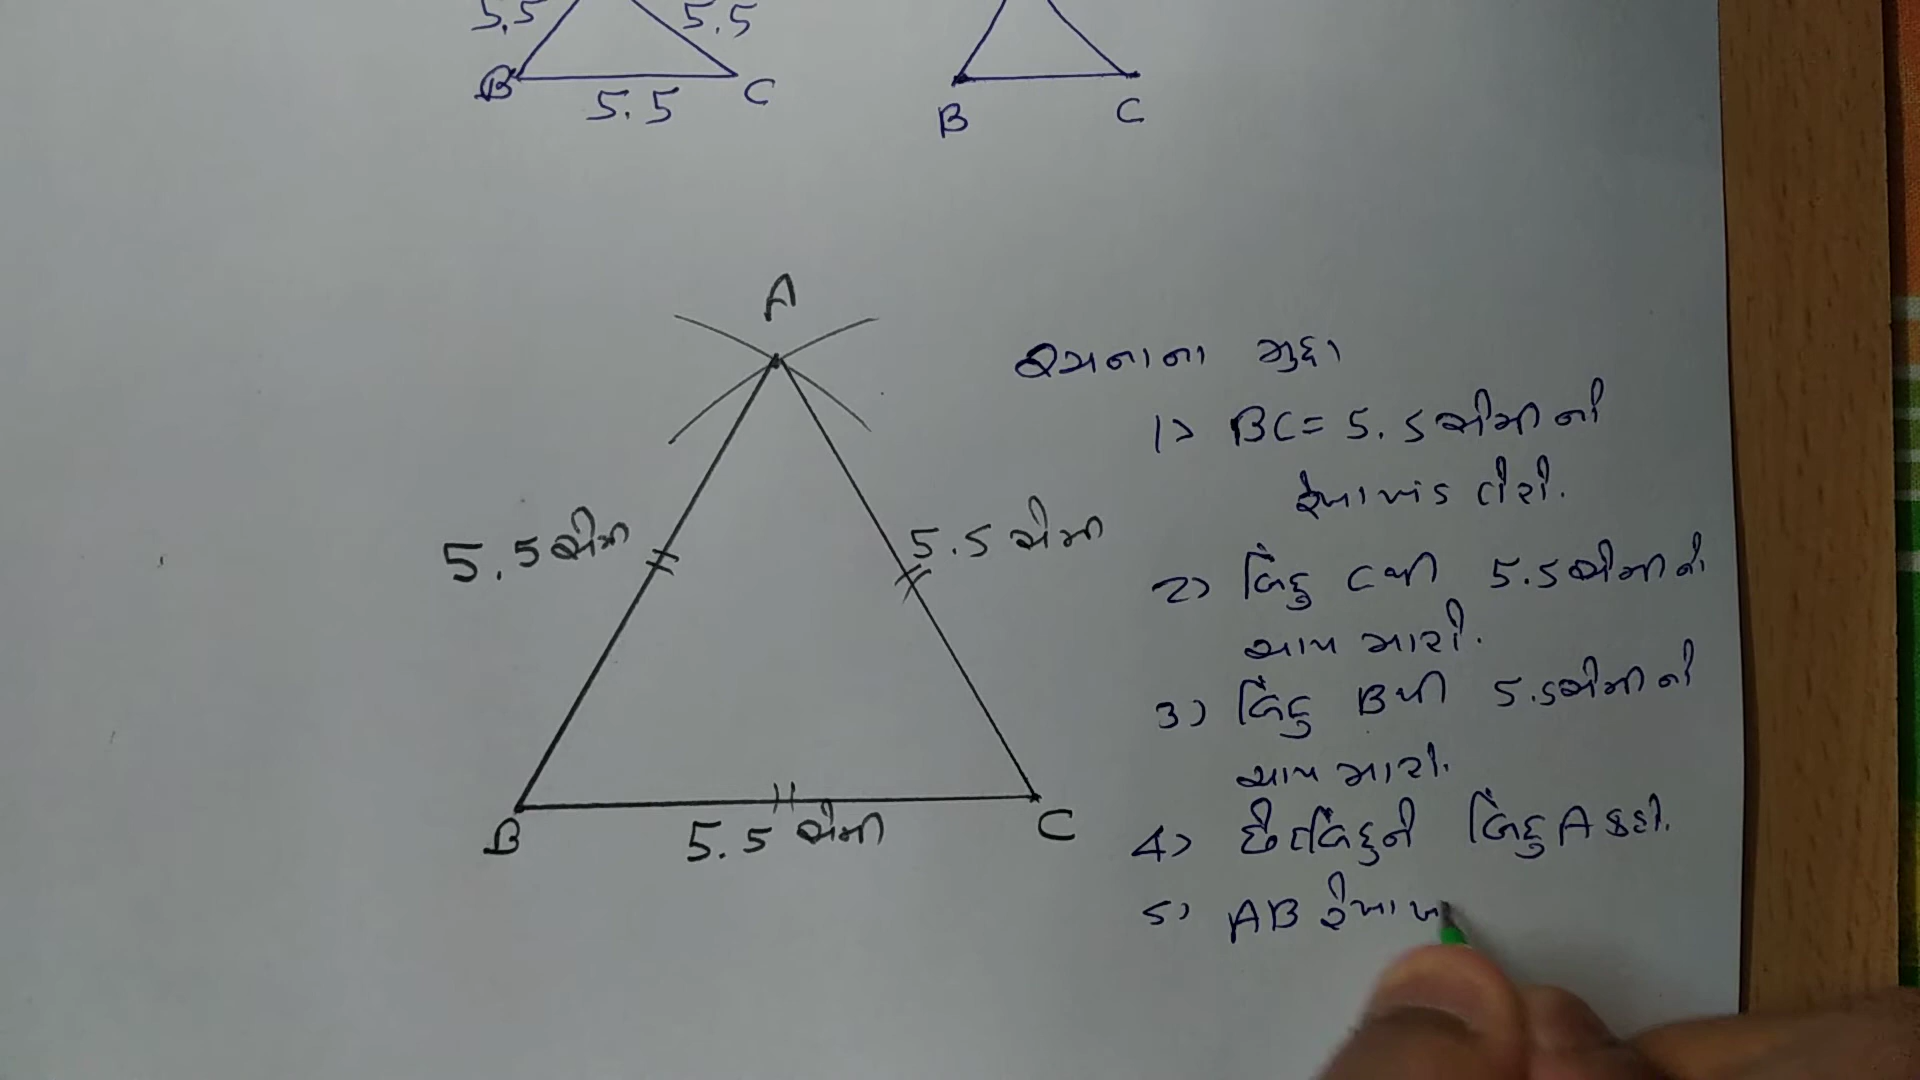 5.5 5.5
B C
5.5
B C
A
રચનાના મુદ્દા
1) BC = 5.5 સેમીનો
રેખાખંડ દોરો.
5.5 સેમી 5.5 સેમી
2) બિંદુ C થી 5.5 સેમીનો
ચાપ મારો.
3) બિંદુ B થી 5.5 સેમીનો
ચાપ મારો.
B 5.5 સેમી C
4) છેદબિંદુને બિંદુ A કહો.
5) AB રેખાખ